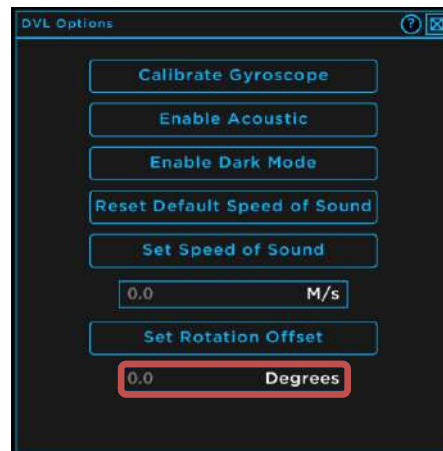 DVL Options ?
Calibrate Gyroscope
Enable Acoustic
Enable Dark Mode
Reset Default Speed of Sound
Set Speed of Sound
0.0 M/s
Set Rotation Offset
0.0 Degrees